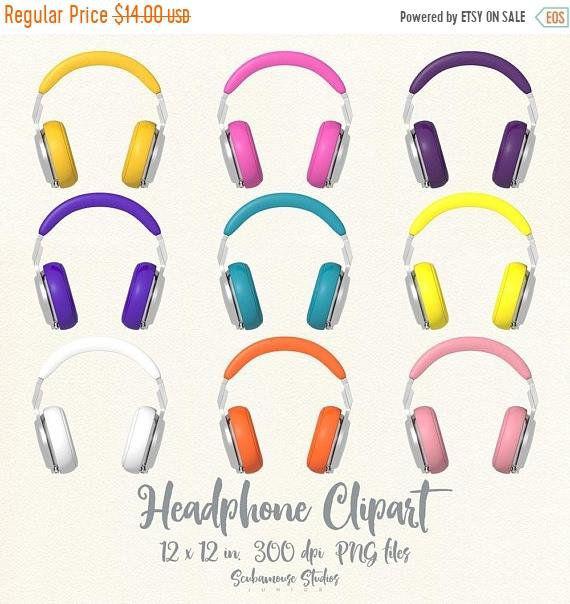 Regular Price $14.00 USD
Powered by ETSY ON SALE EOS
Headphone Clipart
12 x 12 in. 300 dpi PNG files
Scubamouse Studios
JUNIOR